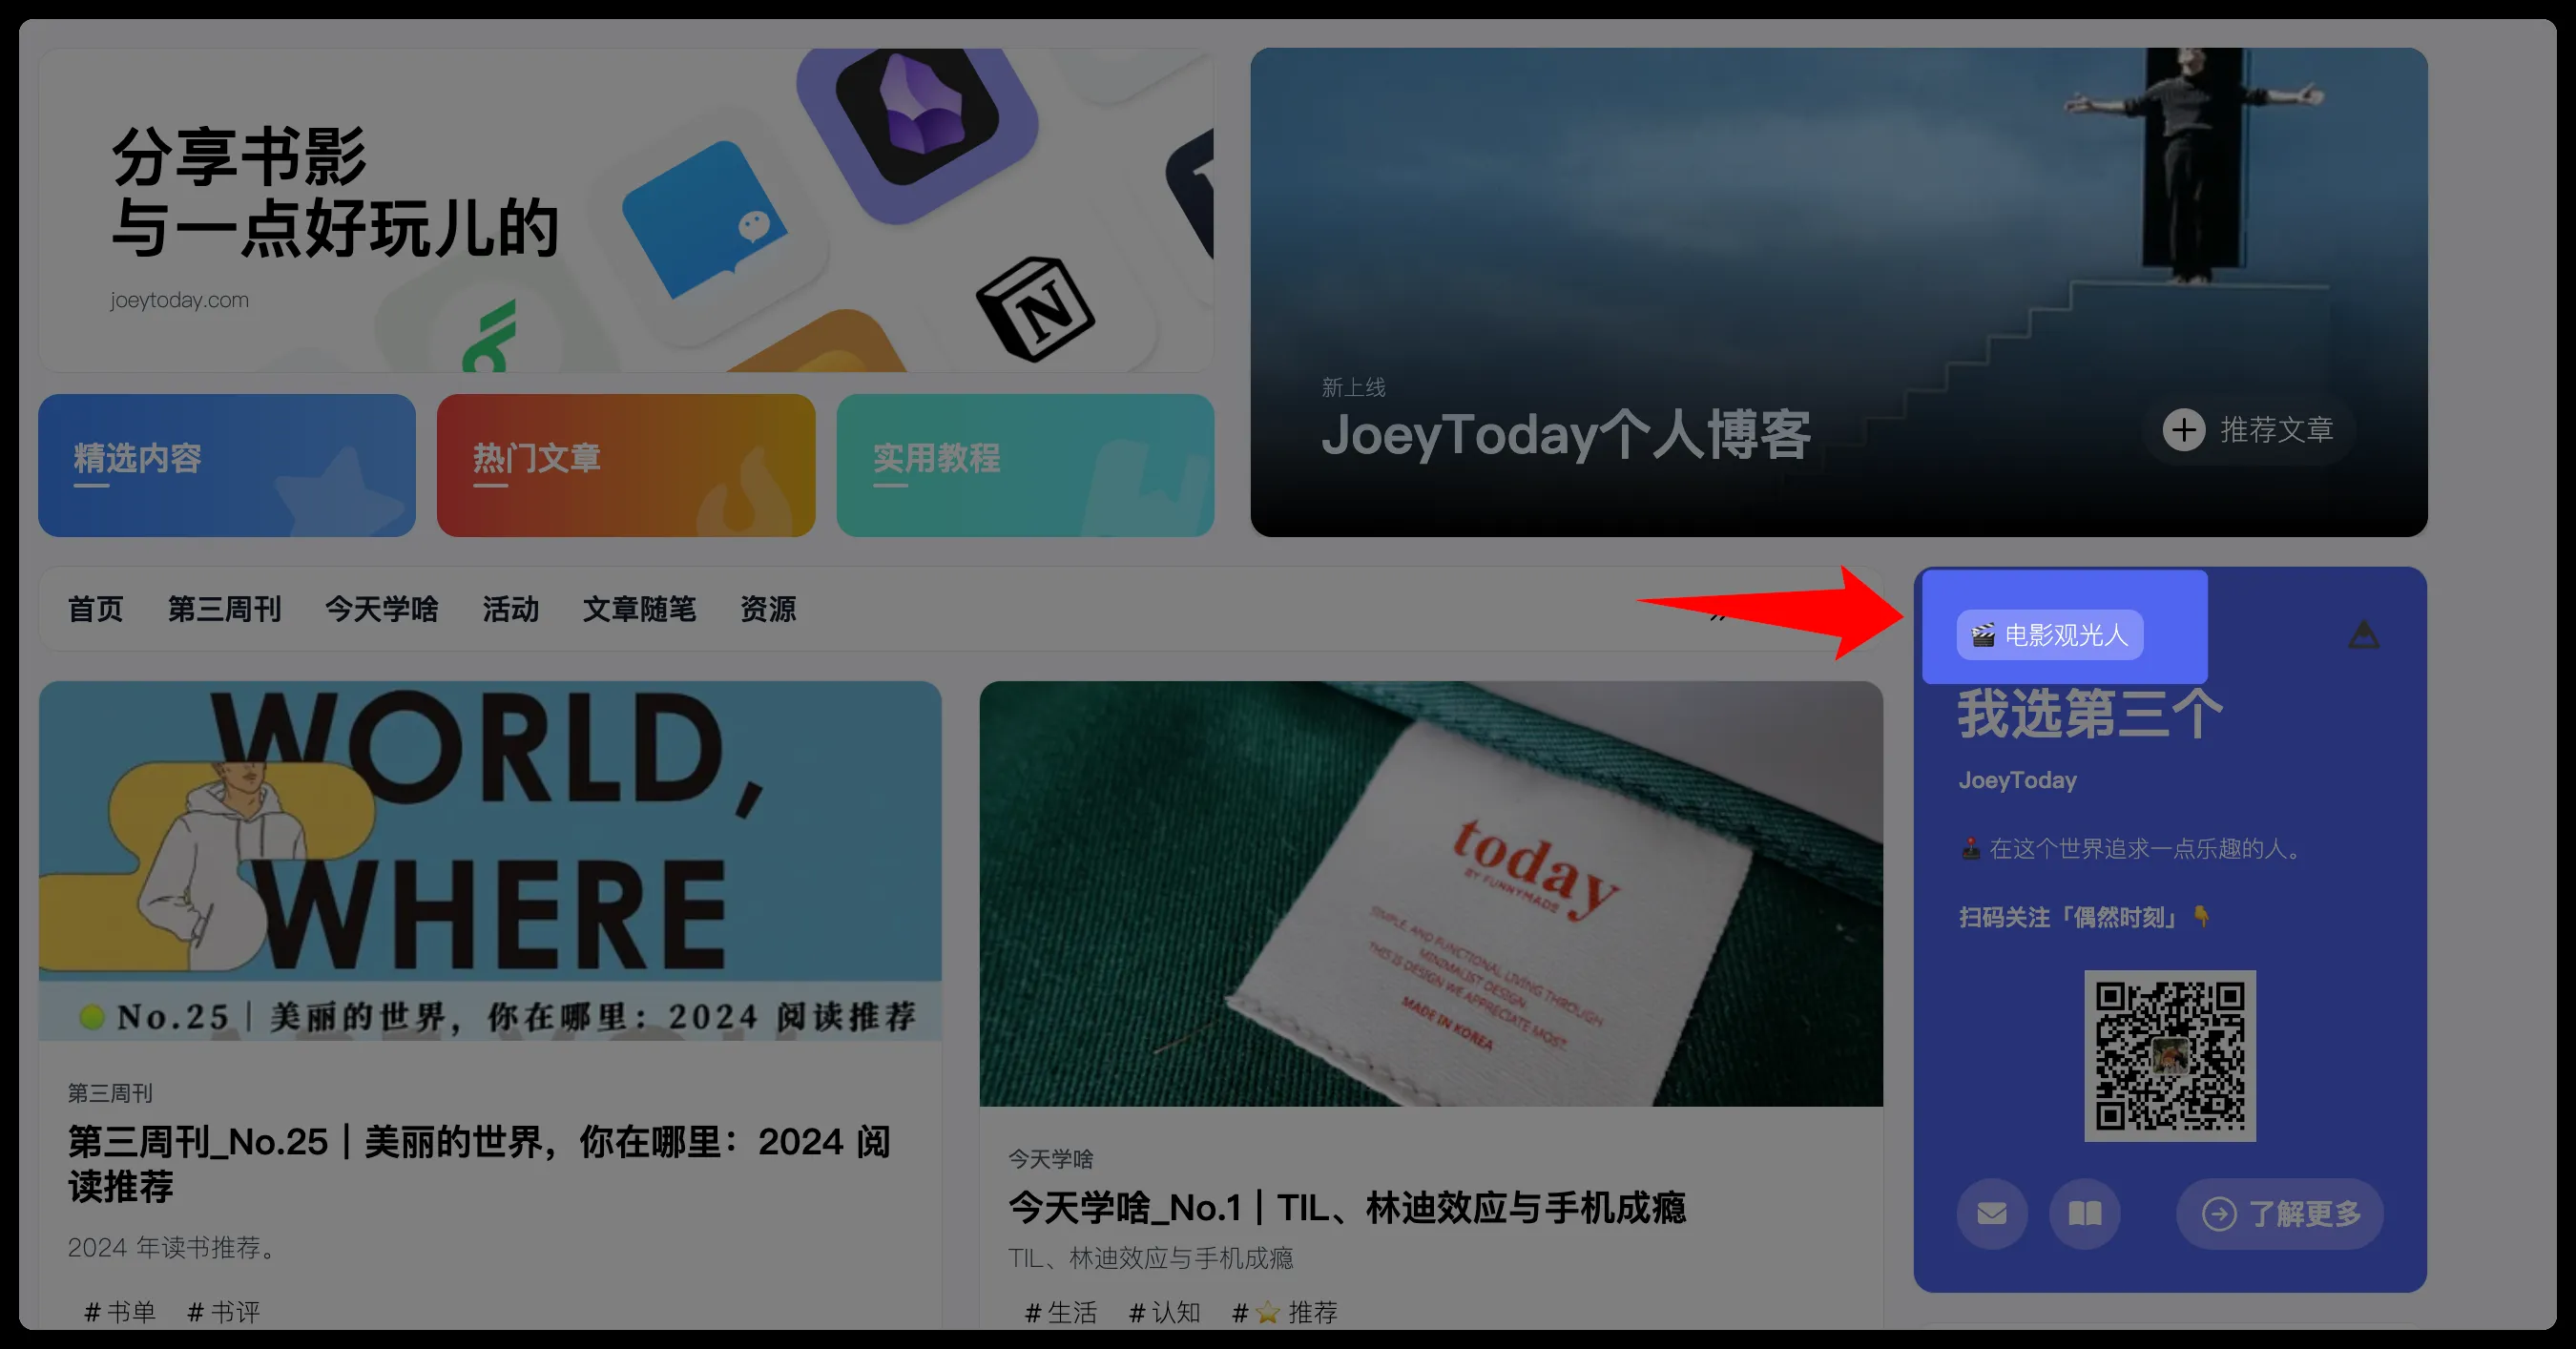 分享书影
与一点好玩儿的
joeytoday.com
N
精选内容
热门文章
实用教程
新上线
JoeyToday个人博客
推荐文章
首页 第三周刊 今天学啥 活动 文章随笔 资源
🎬 电影观光人
我选第三个
JoeyToday
🕹️ 在这个世界追求一点乐趣的人。
扫码关注「偶然时刻」👇
了解更多
WORLD,
WHERE
No.25｜美丽的世界，你在哪里：2024 阅读推荐
第三周刊
第三周刊_No.25｜美丽的世界，你在哪里：2024 阅
读推荐
2024 年读书推荐。
# 书单 # 书评
today
BY FUNNYMADE
SIMPLE AND FUNCTIONAL LIVING THROUGH
MINIMALIST DESIGN.
THIS IS DESIGN WE APPRECIATE MOST.
MADE IN KOREA
今天学啥
今天学啥_No.1｜TIL、林迪效应与手机成瘾
TIL、林迪效应与手机成瘾
# 生活 # 认知 # ⭐ 推荐